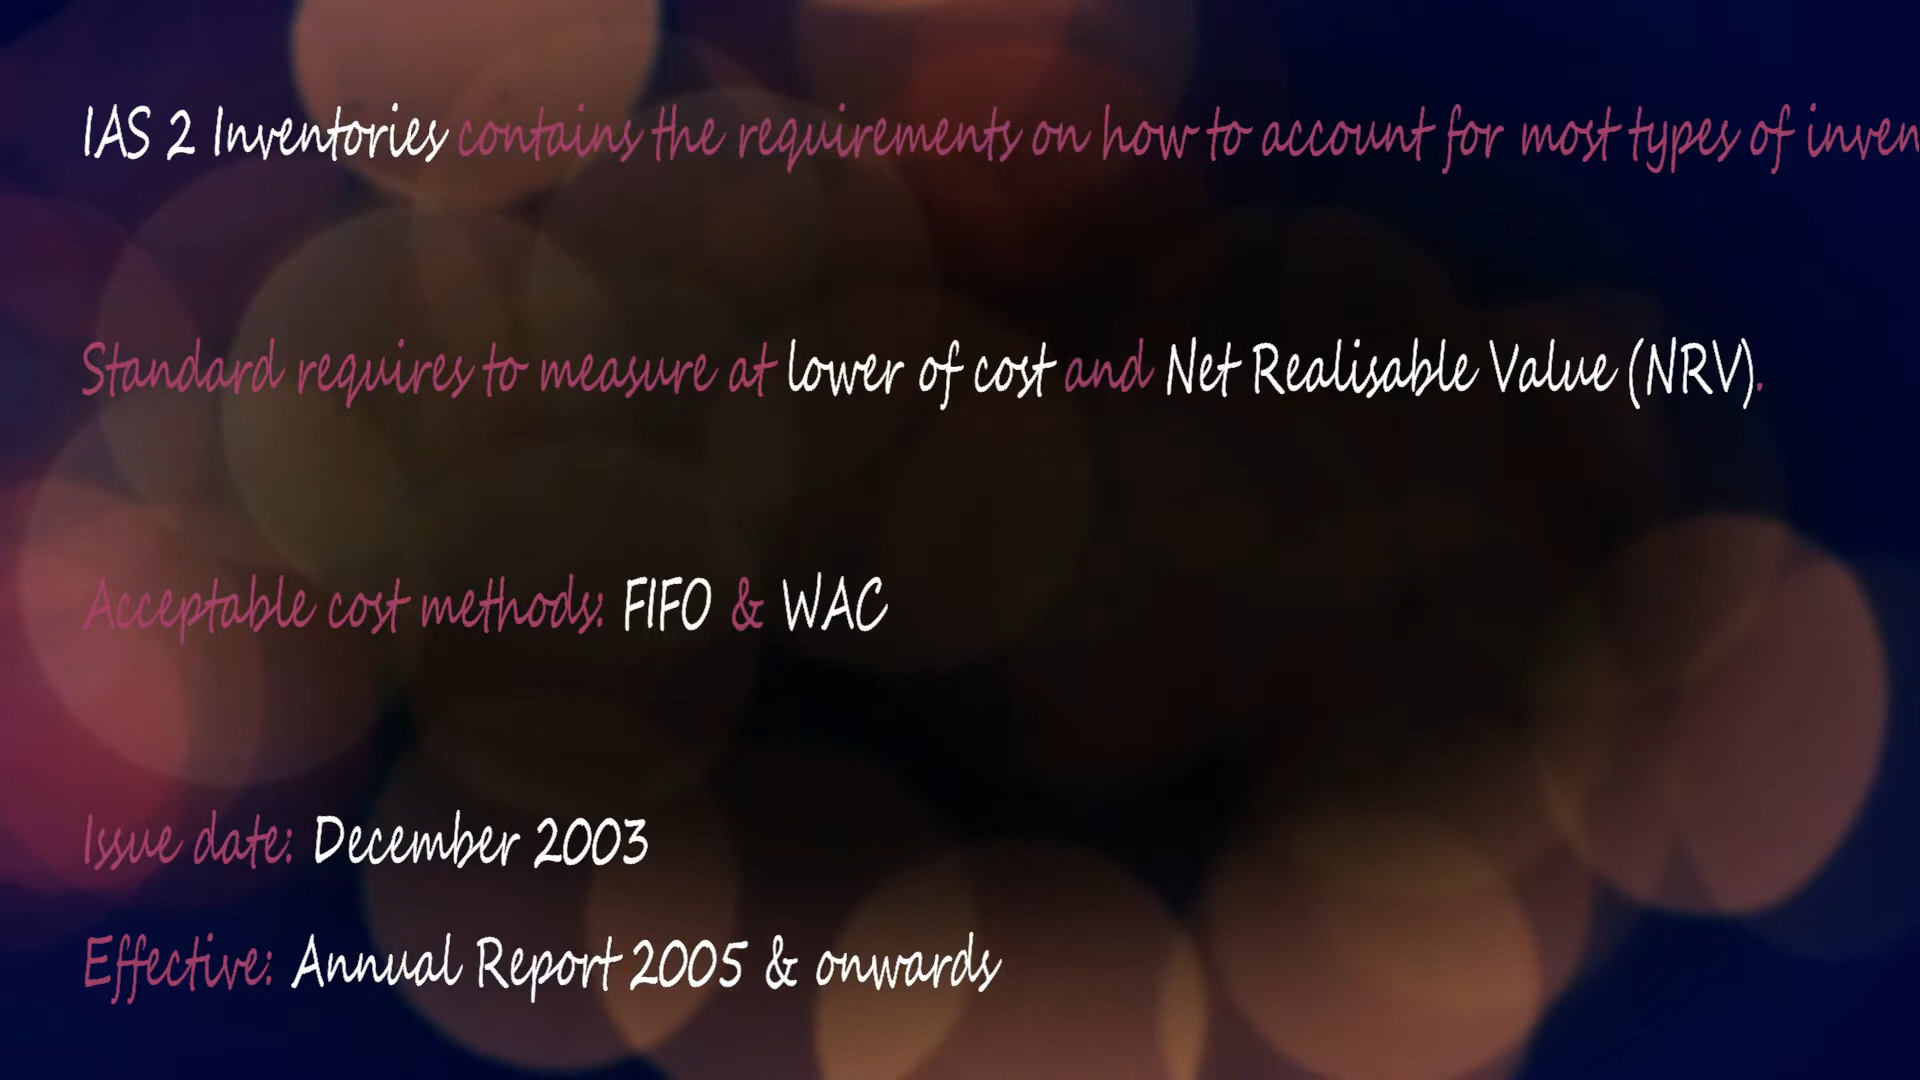 IAS 2 Inventories contains the requirements on how to account for most types of
Standard requires to measure at lower of cost and Net Realisable Value (NRV).
Acceptable cost methods: FIFO & WAC
Issue date: December 2003
Effective: Annual Report 2005 & onwards